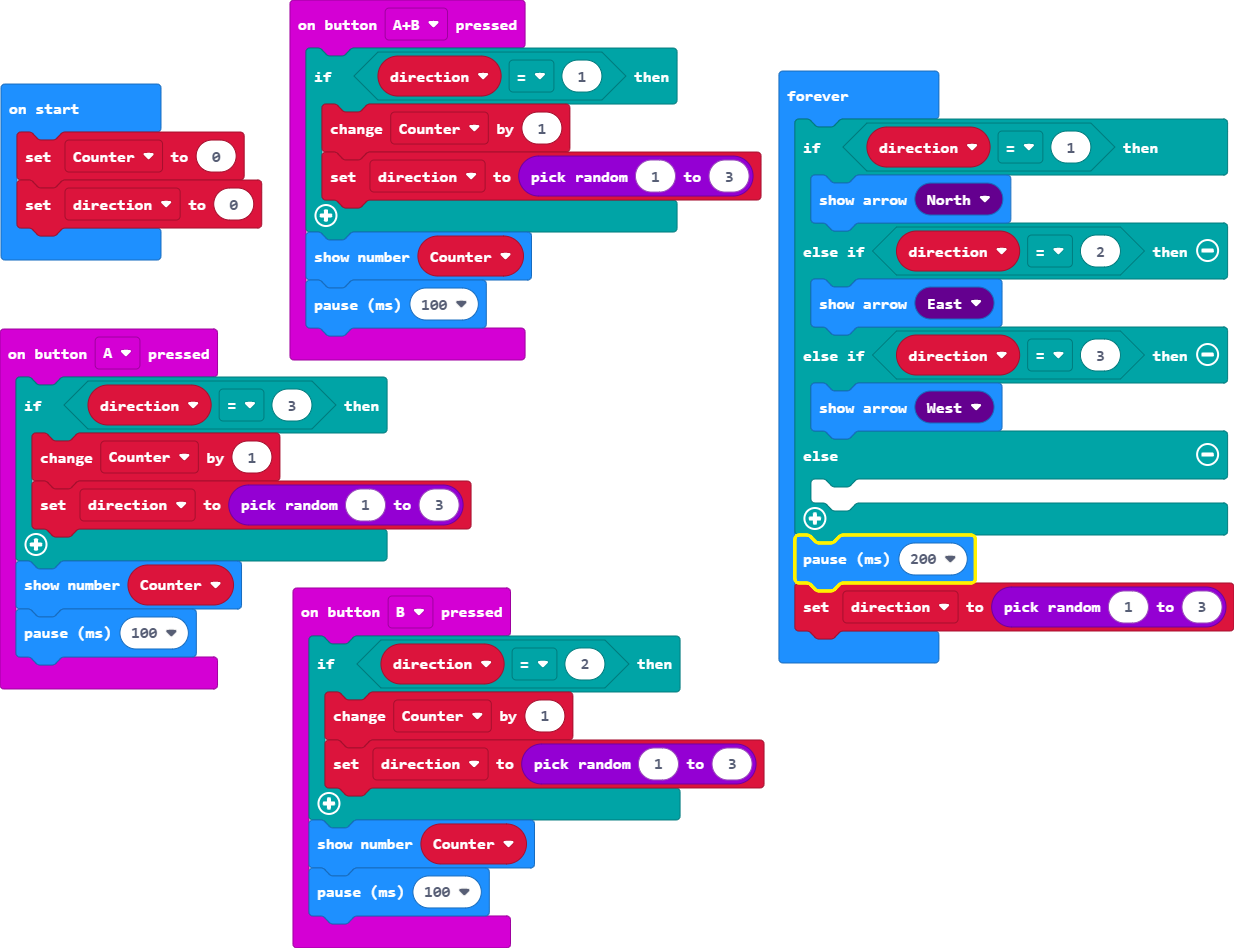 on start
set Counter to 0
set direction to 0
on button A+B pressed
if direction = 1 then
change Counter by 1
set direction to pick random 1 to 3
show number Counter
pause (ms) 100
on button A pressed
if direction = 3 then
change Counter by 1
set direction to pick random 1 to 3
show number Counter
pause (ms) 100
on button B pressed
if direction = 2 then
change Counter by 1
set direction to pick random 1 to 3
show number Counter
pause (ms) 100
forever
if direction = 1 then
show arrow North
else if direction = 2 then
show arrow East
else if direction = 3 then
show arrow West
else
pause (ms) 200
set direction to pick random 1 to 3